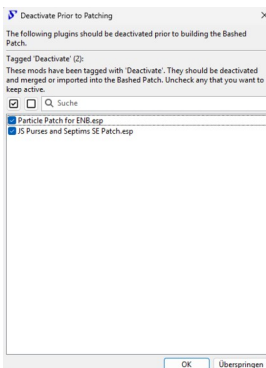 Deactivate Prior to Patching
The following plugins should be deactivated prior to building the Bashed
Patch.
Tagged 'Deactivate' (2):
These mods have been tagged with 'Deactivate'. They should be deactivated
and merged or imported into the Bashed Patch. Uncheck any that you want to
keep active.
Suche
Particle Patch for ENB.esp
JS Purses and Septims SE Patch.esp
OK Überspringen